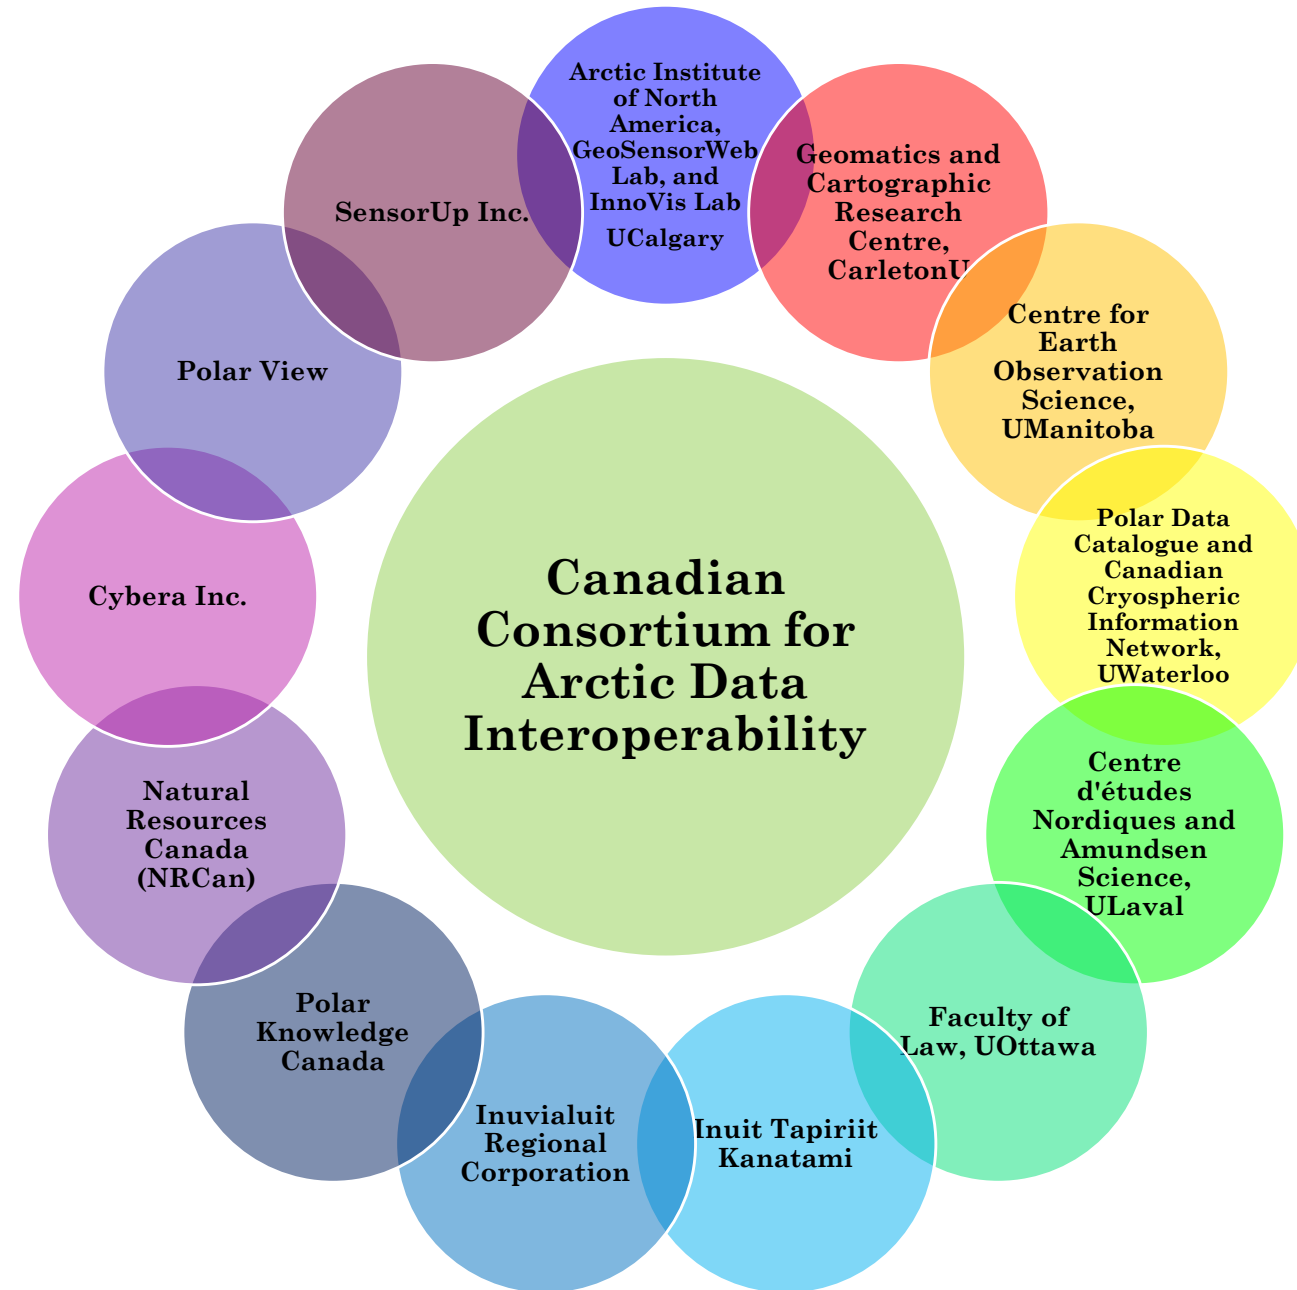 Arctic Institute
of North
America,
GeoSensorWeb
Lab, and
InnoVis Lab
UCalgary
Geomatics and
Cartographic
Research
Centre,
CarletonU
Centre for
Earth
Observation
Science,
UManitoba
Polar Data
Catalogue and
Canadian
Cryospheric
Information
Network,
UWaterloo
Centre
d'études
Nordiques and
Amundsen
Science,
ULaval
Faculty of
Law, UOttawa
Inuit Tapiriit
Kanatami
Inuvialuit
Regional
Corporation
Polar
Knowledge
Canada
Natural
Resources
Canada
(NRCan)
Cybera Inc.
Polar View
SensorUp Inc.
Canadian
Consortium for
Arctic Data
Interoperability